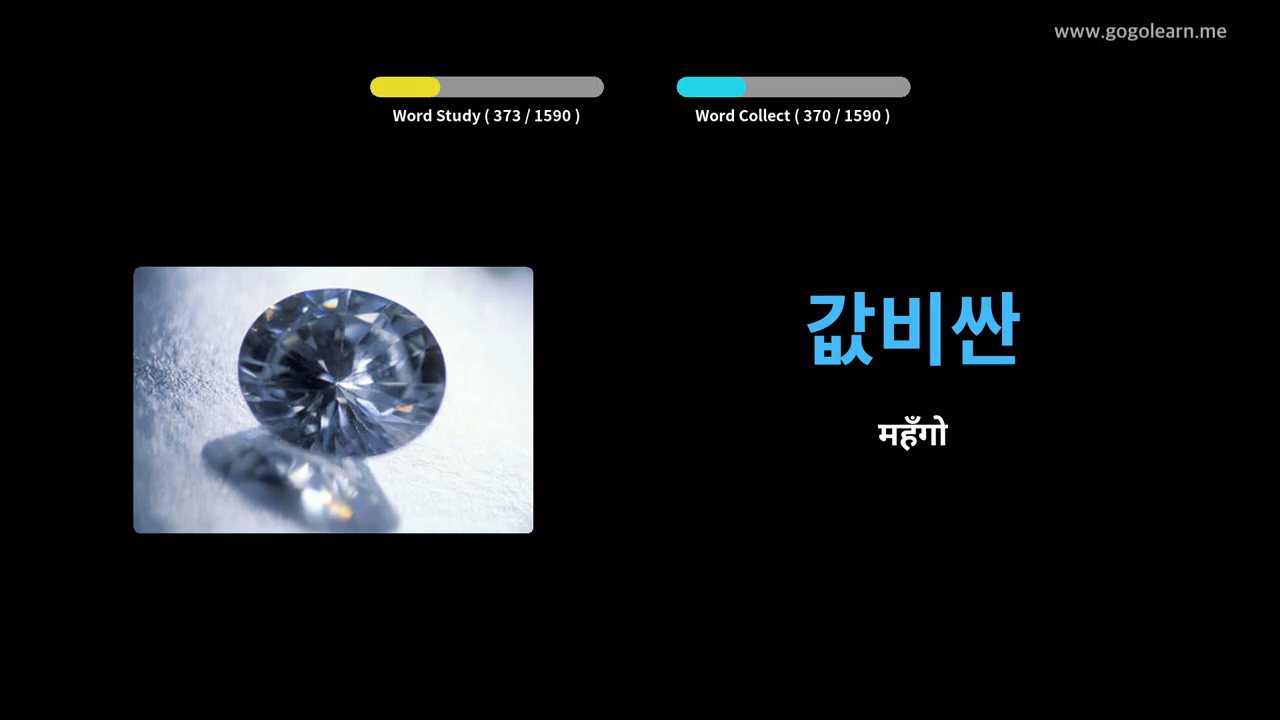 www.gogolearn.me
Word Study ( 373 / 1590 )
Word Collect ( 370 / 1590 )
값비싼
महँगो